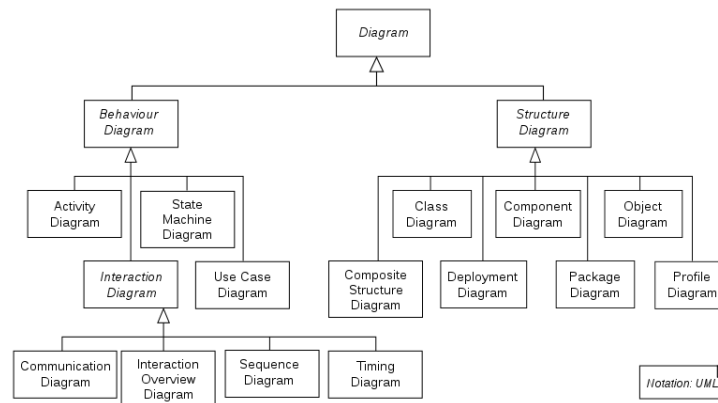 Diagram
Behaviour
Diagram
Structure
Diagram
Activity
Diagram
State
Machine
Diagram
Class
Diagram
Component
Diagram
Object
Diagram
Interaction
Diagram
Use Case
Diagram
Composite
Structure
Diagram
Deployment
Diagram
Package
Diagram
Profile
Diagram
Communication
Diagram
Interaction
Overview
Diagram
Sequence
Diagram
Timing
Diagram
Notation: UML